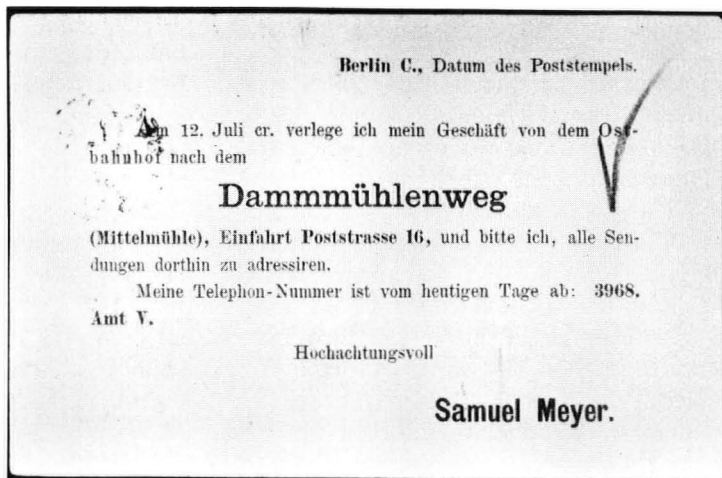 Berlin C., Datum des Poststempels.
Am 12. Juli cr. verlege ich mein Geschäft von dem Ost-
bahnhof nach dem
Dammmühlenweg
(Mittelmühle), Einfahrt Poststrasse 16, und bitte ich, alle Sen-
dungen dorthin zu adressiren.
Meine Telephon-Nummer ist vom heutigen Tage ab: 3968.
Amt V.
Hochachtungsvoll
Samuel Meyer.